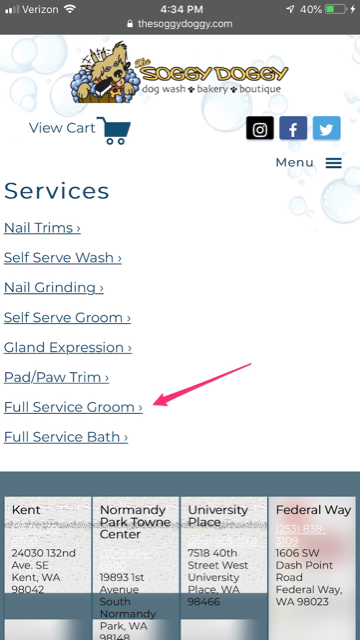 Verizon 4:34 PM 40%
thesoggydoggy.com
The
SOGGY DOGGY
dog wash bakery boutique
View Cart
Menu
Services
Nail Trims ›
Self Serve Wash ›
Nail Grinding ›
Self Serve Groom ›
Gland Expression ›
Pad/Paw Trim ›
Full Service Groom ›
Full Service Bath ›
Kent
24030 132nd
Ave. SE
Kent, WA
98042
Normandy
Park Towne
Center
19893 1st
Avenue
South
Normandy
Park, WA
98148
University
Place
7518 40th
Street West
University
Place, WA
98466
Federal Way
(253) 838-
3109
1606 SW
Dash Point
Road
Federal Way,
WA 98023